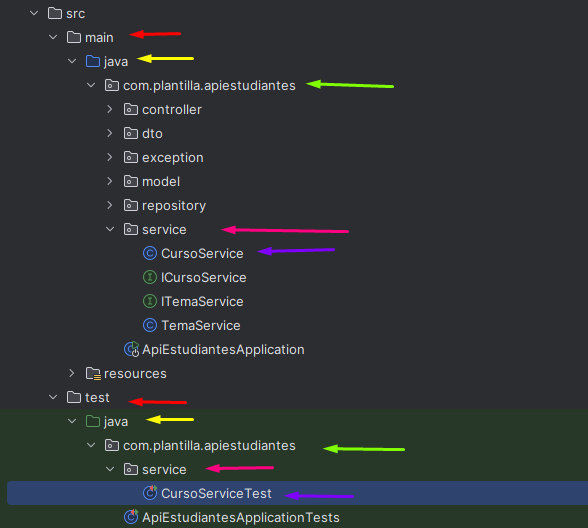 src
main
java
com.plantilla.apiestudiantes
controller
dto
exception
model
repository
service
CursoService
ICursoService
ITemaService
TemaService
ApiEstudiantesApplication
resources
test
java
com.plantilla.apiestudiantes
service
CursoServiceTest
ApiEstudiantesApplicationTests